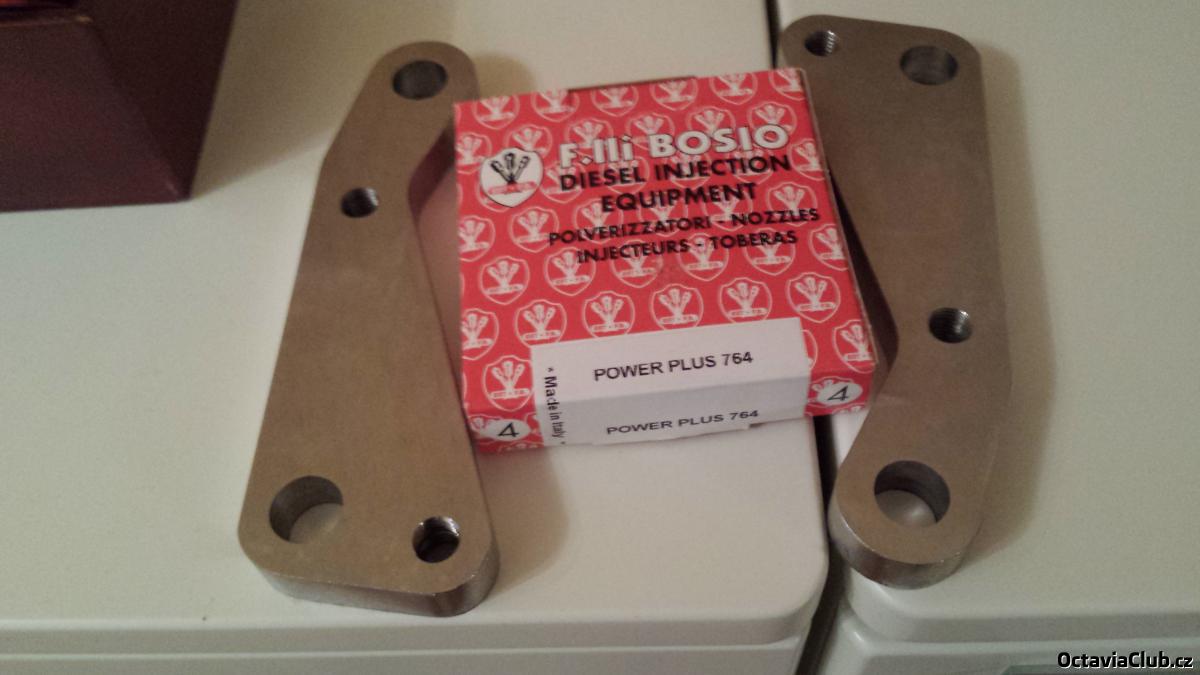 F.lli BOSIO
DIESEL INJECTION
EQUIPMENT
POLVERIZZATORI - NOZZLES
INJECTEURS - TOBERAS
POWER PLUS 764
* Made in Italy *
POWER PLUS 764
4
4
OctaviaClub.cz